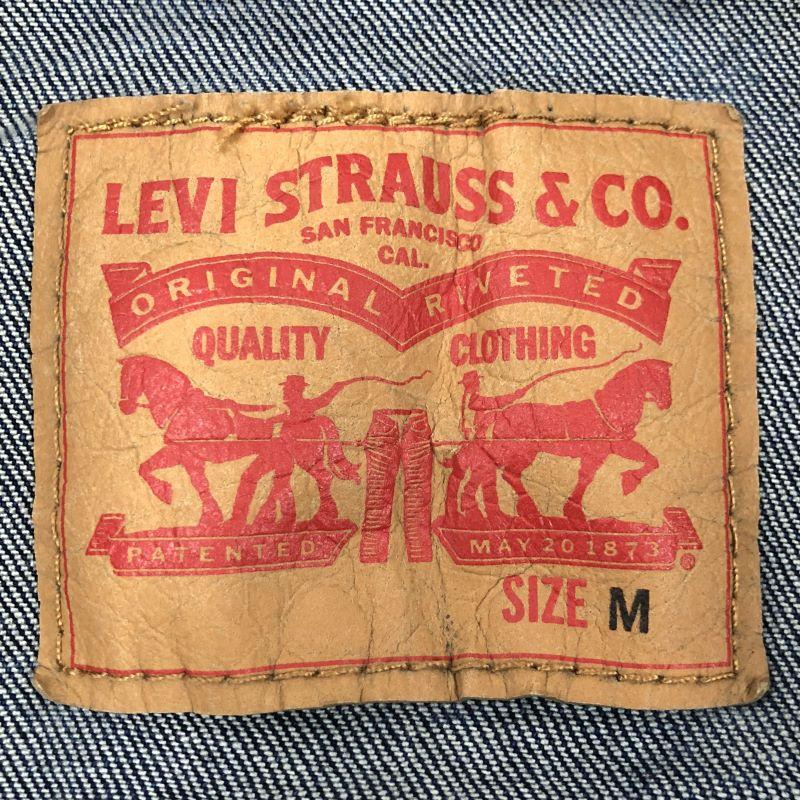 LEVI STRAUSS & CO.
SAN FRANCISCO
CAL.
ORIGINAL RIVETED
QUALITY CLOTHING
PATENTED MAY 20 1873
®
SIZE M